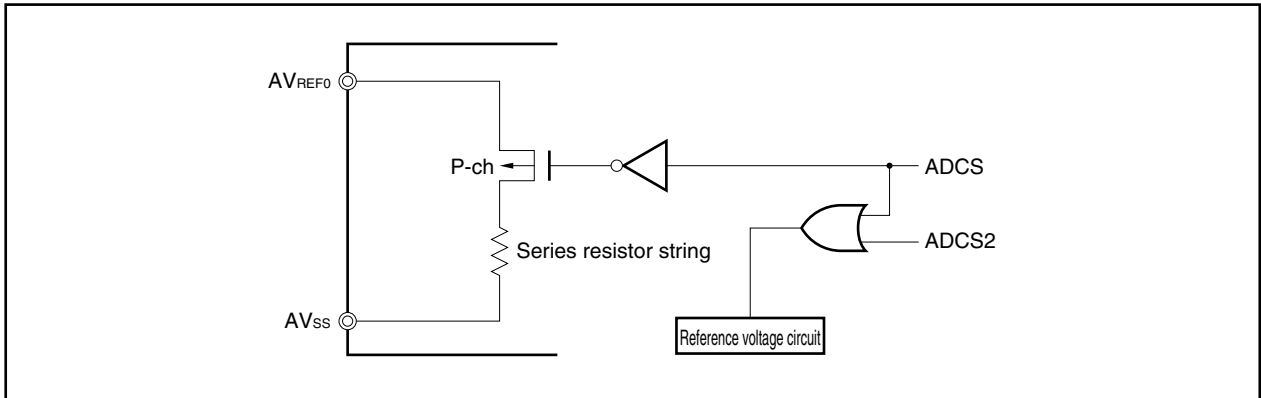 AVREF0
P-ch
ADCS
ADCS2
Series resistor string
AVSS
Reference voltage circuit